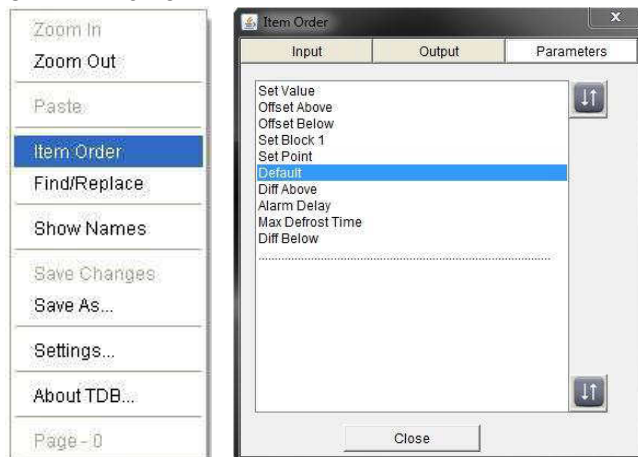 Zoom In
Zoom Out
Paste
Item Order
Find/Replace
Show Names
Save Changes
Save As...
Settings...
About TDB...
Page - 0
Item Order
x
Input
Output
Parameters
Set Value
Offset Above
Offset Below
Set Block 1
Set Point
Default
Diff Above
Alarm Delay
Max Defrost Time
Diff Below
Close